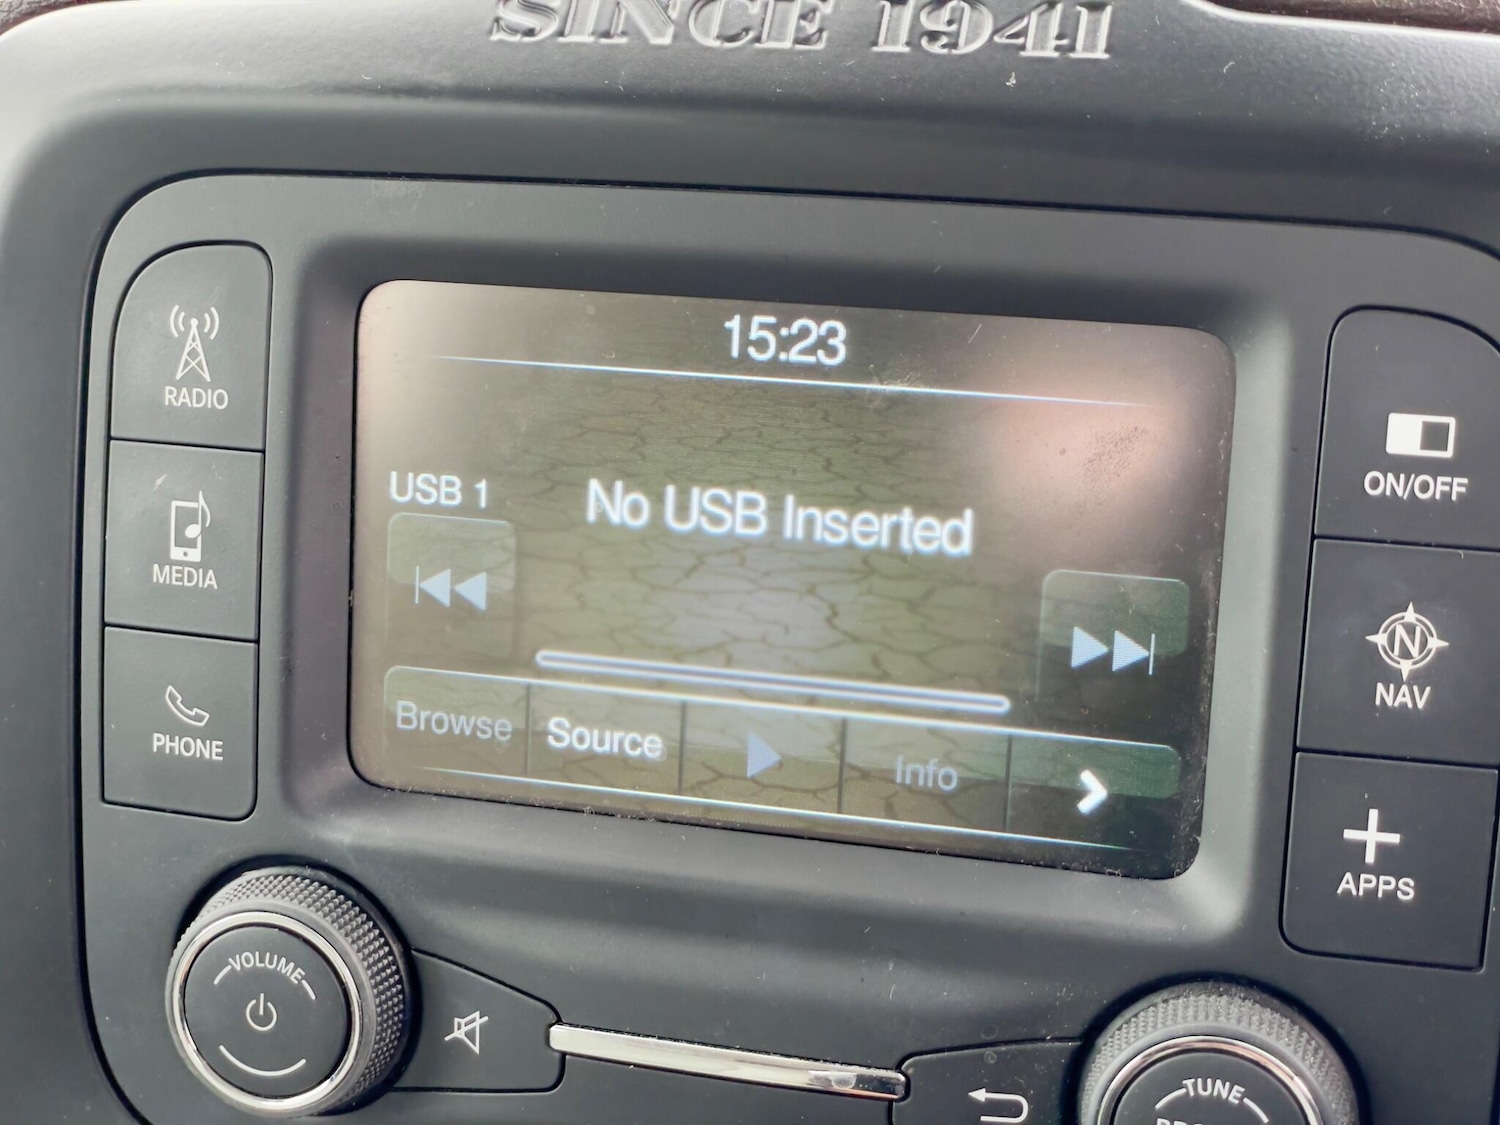 SINCE 1941
15:23
RADIO
MEDIA
PHONE
USB 1
No USB Inserted
Browse
Source
Info
ON/OFF
N
NAV
APPS
VOLUME
TUNE